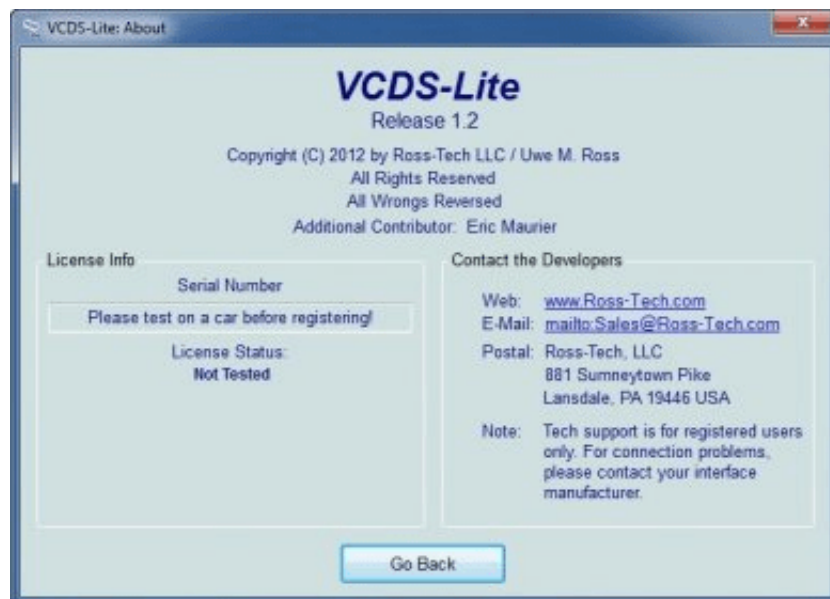 VCDS-Lite: About
VCDS-Lite
Release 1.2
Copyright (C) 2012 by Ross-Tech LLC / Uwe M. Ross
All Rights Reserved
All Wrongs Reversed
Additional Contributor: Eric Maurier
License Info
Serial Number
Please test on a car before registering!
License Status:
Not Tested
Contact the Developers
Web: www.Ross-Tech.com
E-Mail: mailto:Sales@Ross-Tech.com
Postal: Ross-Tech, LLC
881 Sumneytown Pike
Lansdale, PA 19446 USA
Note: Tech support is for registered users
only. For connection problems,
please contact your interface
manufacturer.
Go Back